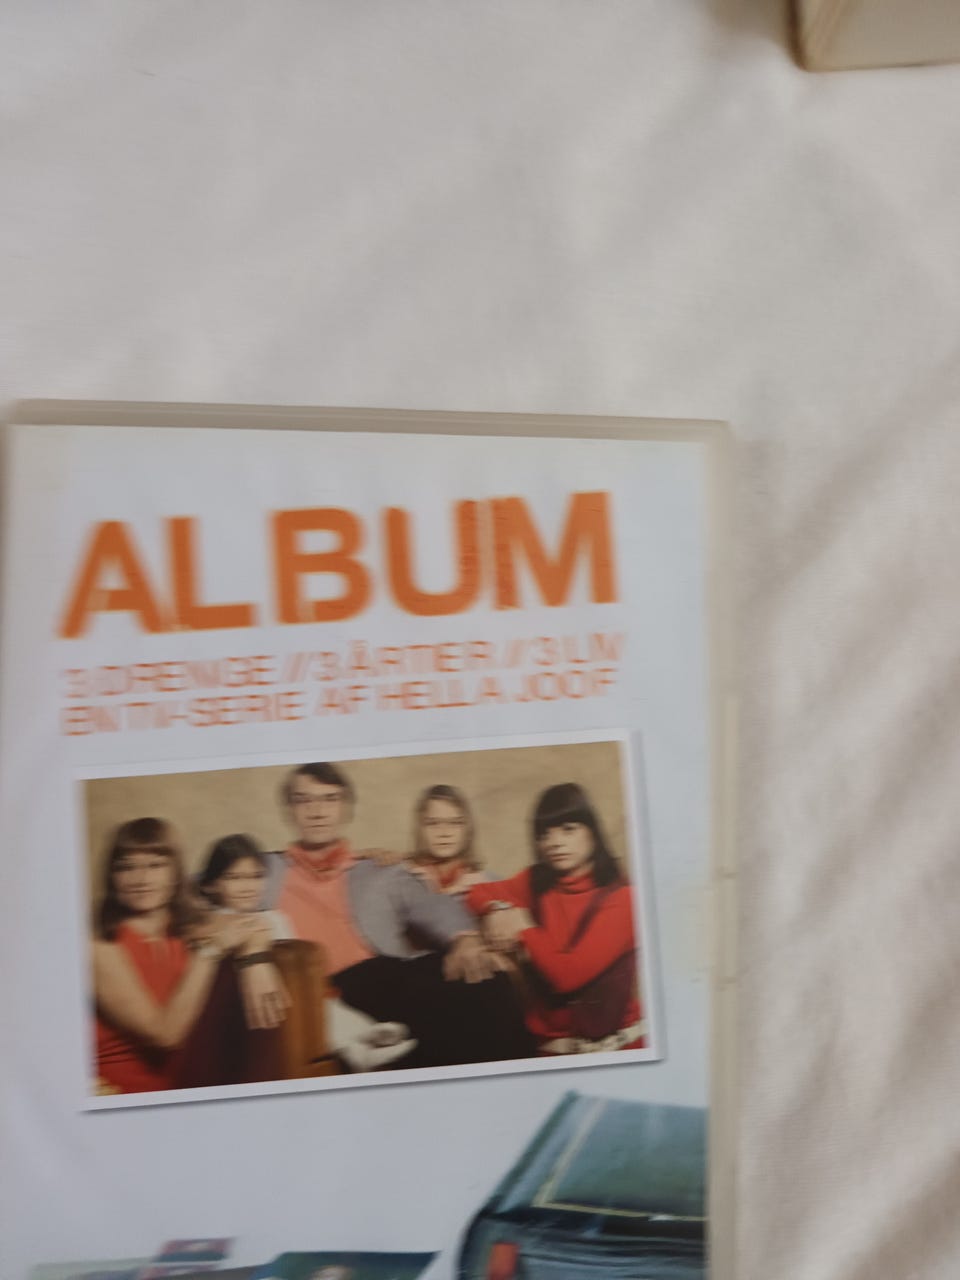 ALBUM
3 DRENGE // 3 ÅRTIER // 3 LIV
EN TV-SERIE AF HELLA JOOF